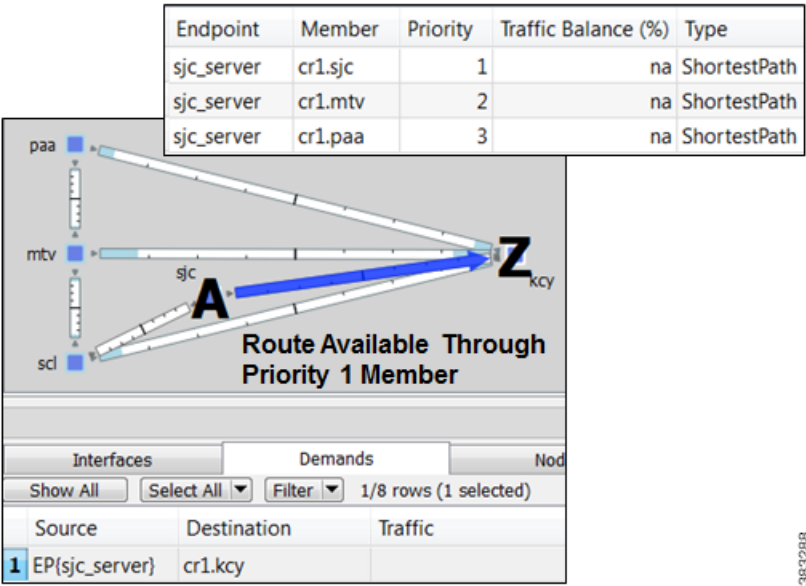 Endpoint Member Priority Traffic Balance (%) Type
sjc_server cr1.sjc 1 na ShortestPath
sjc_server cr1.mtv 2 na ShortestPath
sjc_server cr1.paa 3 na ShortestPath
paa
mtv
sjc
A
Z
kcy
scl
Route Available Through
Priority 1 Member
Interfaces Demands Nod
Show All Select All Filter 1/8 rows (1 selected)
Source Destination Traffic
1 EP{sjc_server} cr1.kcy